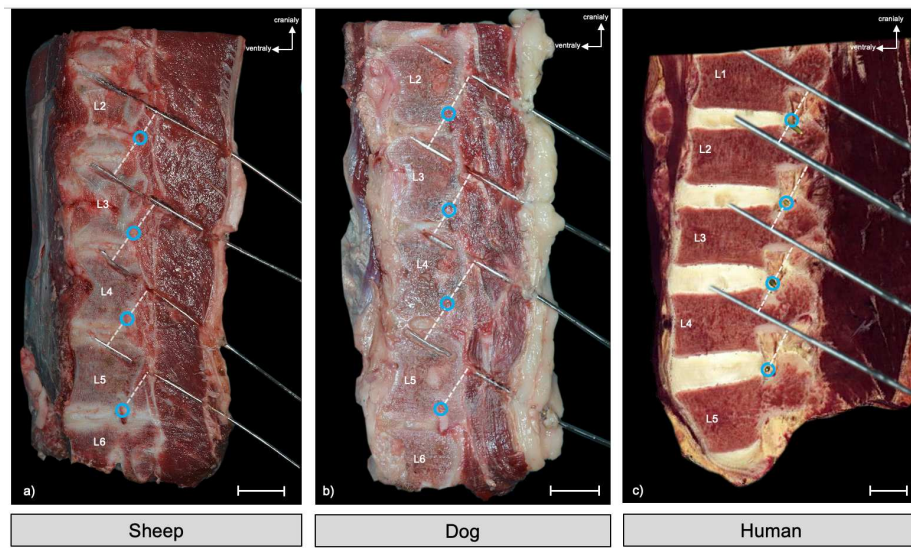 cranialy
ventraly
L2
L3
L4
L5
L6
a)
cranialy
ventraly
L2
L3
L4
L5
L6
b)
cranialy
ventraly
L1
L2
L3
L4
L5
c)
Sheep
Dog
Human